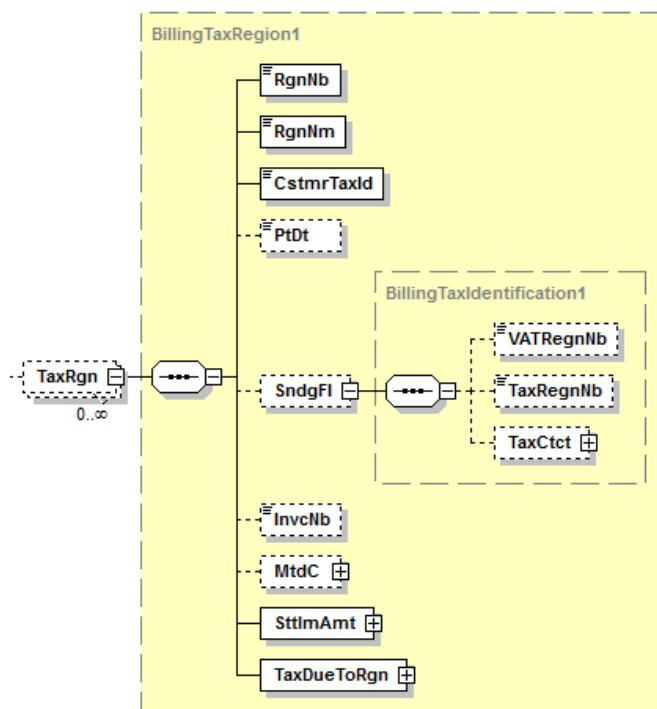 BillingTaxRegion1
RgnNb
RgnNm
CstmrTaxId
PtDt
BillingTaxIdentification1
VATRegnNb
TaxRgn
SndgFI
TaxRegnNb
0..∞
TaxCtct
InvcNb
MtdC
SttlmAmt
TaxDueToRgn